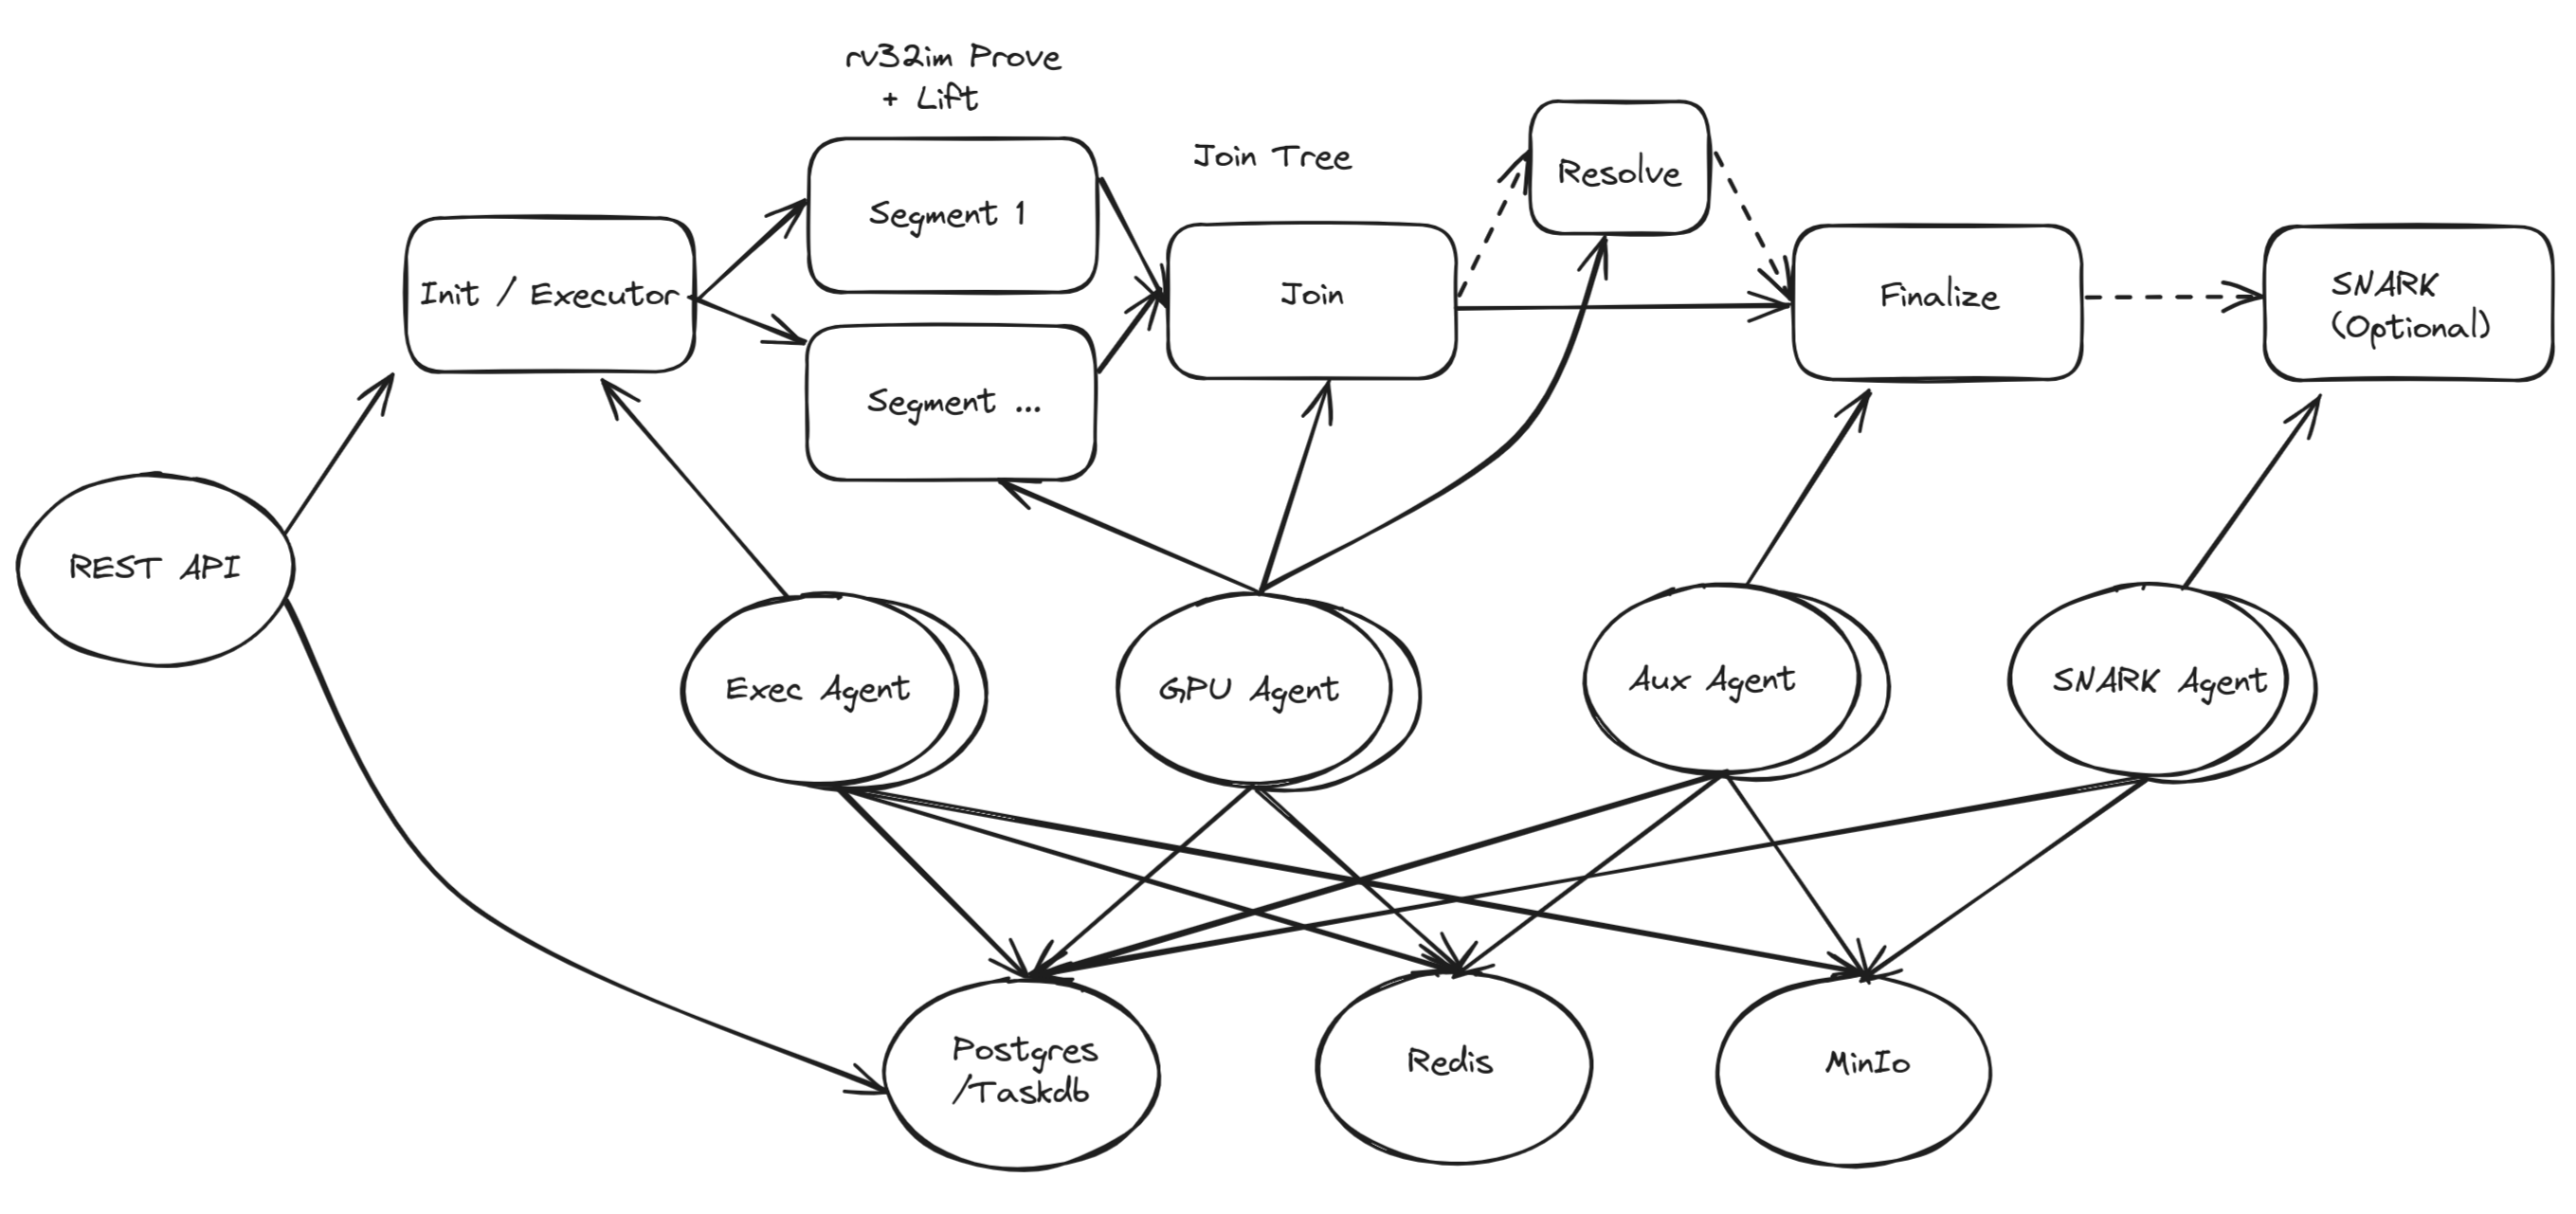 rv32im Prove
+ Lift
Join Tree
Resolve
Segment 1
Init / Executor
Join
Finalize
SNARK
(Optional)
Segment ...
REST API
Exec Agent
GPU Agent
Aux Agent
SNARK Agent
Postgres
/Taskdb
Redis
MinIo